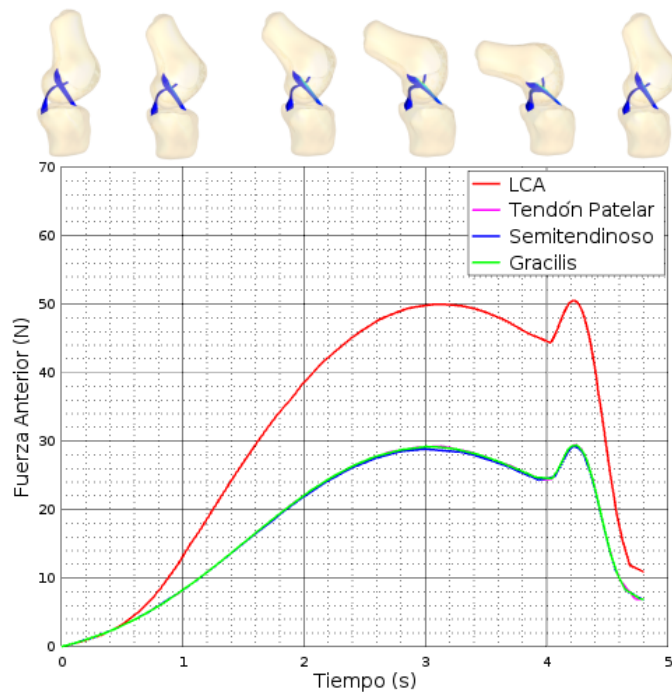 70
60
50
40
30
20
10
0
Fuerza Anterior (N)
LCA
Tendón Patelar
Semitendinoso
Gracilis
0 1 2 3 4 5
Tiempo (s)